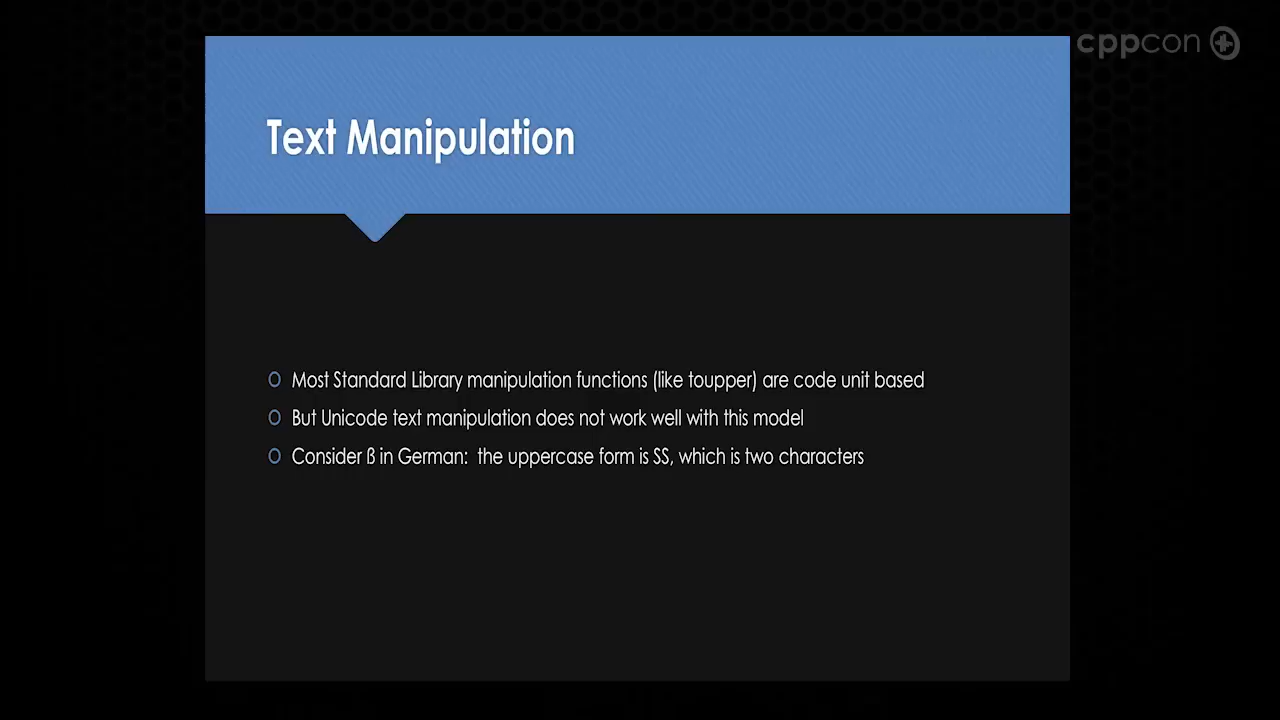 cppcon
Text Manipulation
O Most Standard Library manipulation functions (like toupper) are code unit based
O But Unicode text manipulation does not work well with this model
O Consider ß in German:  the uppercase form is SS, which is two characters